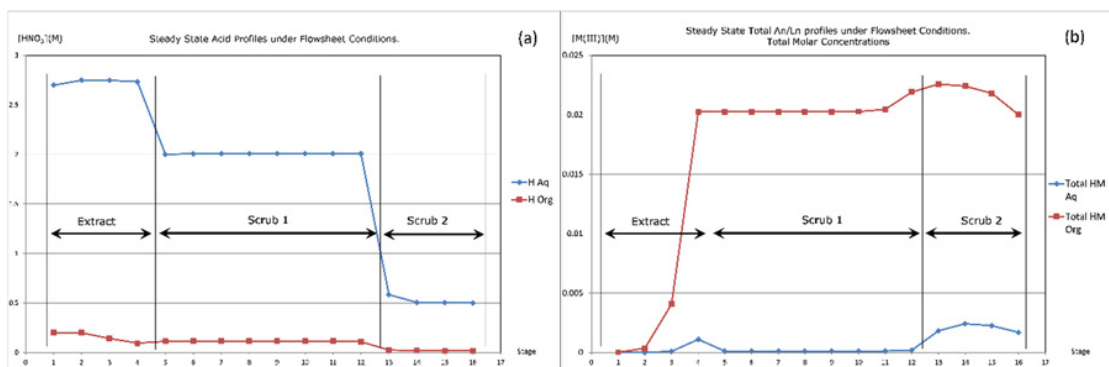 [HNO₃](M)
Steady State Acid Profiles under Flowsheet Conditions.
(a)
3
2.5
2
1.5
1
0.5
0
Extract
Scrub 1
Scrub 2
H Aq
H Org
1 2 3 4 5 6 7 8 9 10 11 12 13 14 15 16 17
Stage
[M(III)](M)
Steady State Total An/Ln profiles under Flowsheet Conditions.
Total Molar Concentrations
(b)
0.025
0.02
0.015
0.01
0.005
0
Extract
Scrub 1
Scrub 2
Total HM
Aq
Total HM
Org
0 1 2 3 4 5 6 7 8 9 10 11 12 13 14 15 16 17
Stage